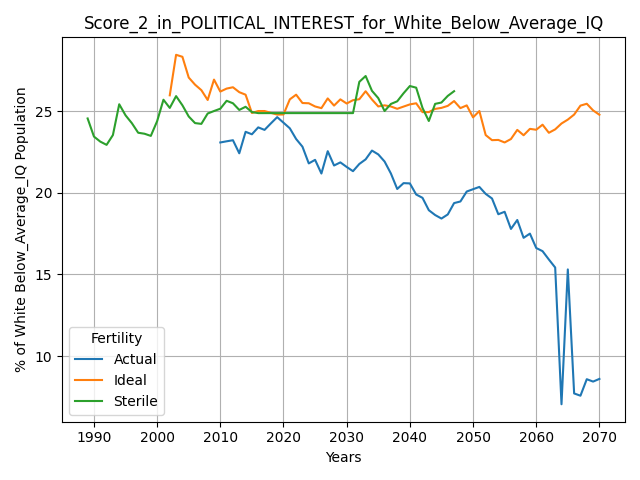 Score_2_in_POLITICAL_INTEREST_for_White_Below_Average_IQ
% of White Below_Average_IQ Population
25
20
15
10
Fertility
Actual
Ideal
Sterile
1990 2000 2010 2020 2030 2040 2050 2060 2070
Years